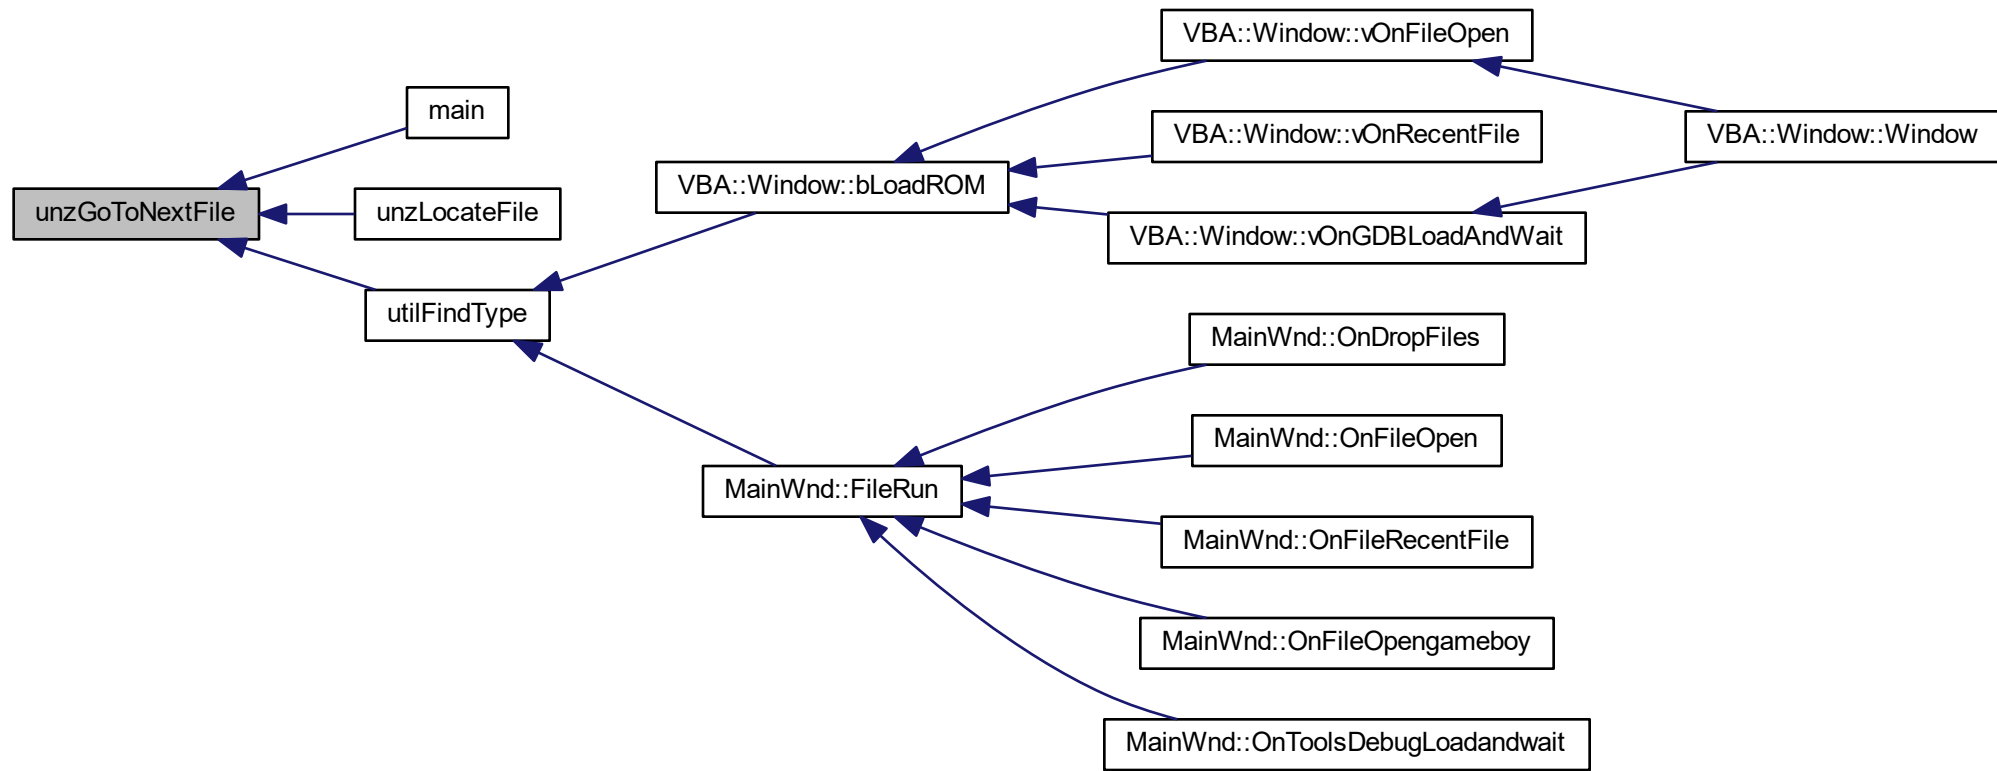 VBA::Window::vOnFileOpen
main
VBA::Window::vOnRecentFile
VBA::Window::Window
VBA::Window::bLoadROM
unzGoToNextFile
unzLocateFile
VBA::Window::vOnGDBLoadAndWait
utilFindType
MainWnd::OnDropFiles
MainWnd::OnFileOpen
MainWnd::FileRun
MainWnd::OnFileRecentFile
MainWnd::OnFileOpengameboy
MainWnd::OnToolsDebugLoadandwait